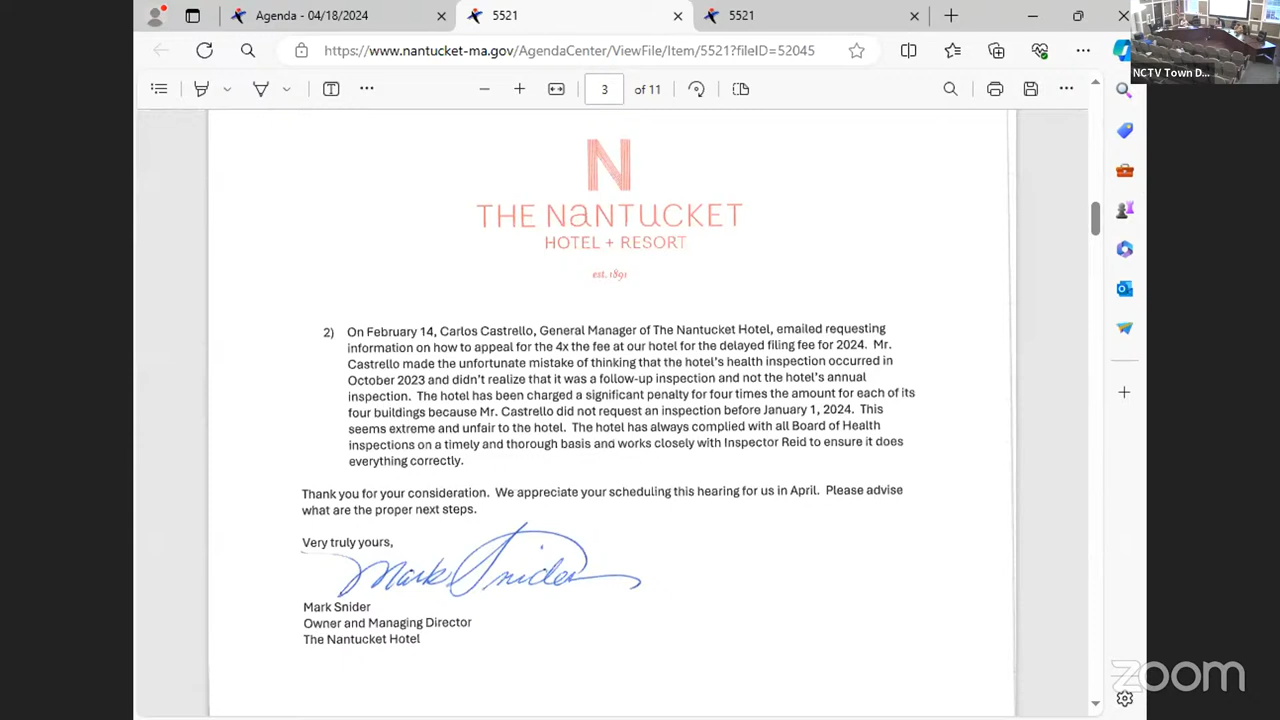 Agenda - 04/18/2024
5521
5521
https://www.nantucket-ma.gov/AgendaCenter/ViewFile/Item/5521?fileID=52045
3 of 11
NCTV Town D...
N
THE NaNTUCKET
HOTEL + RESORT
est. 1891
2) On February 14, Carlos Castrello, General Manager of The Nantucket Hotel, emailed requesting
information on how to appeal for the 4x the fee at our hotel for the delayed filing fee for 2024. Mr.
Castrello made the unfortunate mistake of thinking that the hotel's health inspection occurred in
October 2023 and didn't realize that it was a follow-up inspection and not the hotel's annual
inspection. The hotel has been charged a significant penalty for four times the amount for each of its
four buildings because Mr. Castrello did not request an inspection before January 1, 2024. This
seems extreme and unfair to the hotel. The hotel has always complied with all Board of Health
inspections on a timely and thorough basis and works closely with Inspector Reid to ensure it does
everything correctly.
Thank you for your consideration. We appreciate your scheduling this hearing for us in April. Please advise
what are the proper next steps.
Very truly yours,
Mark Snider
Mark Snider
Owner and Managing Director
The Nantucket Hotel
zoom